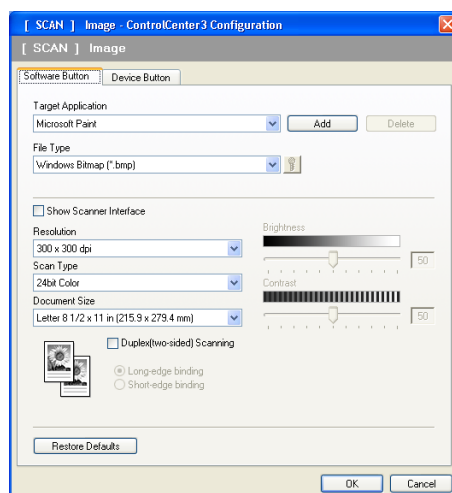 [ SCAN ]  Image - ControlCenter3 Configuration
[ SCAN ]  Image
Software Button  Device Button
Target Application
Microsoft Paint  Add  Delete
File Type
Windows Bitmap (*.bmp)
Show Scanner Interface
Resolution  Brightness
300 x 300 dpi  50
Scan Type
24bit Color  Contrast
Document Size
Letter 8 1/2 x 11 in (215.9 x 279.4 mm)  50
Duplex(two-sided) Scanning
Long-edge binding
Short-edge binding
Restore Defaults
OK  Cancel